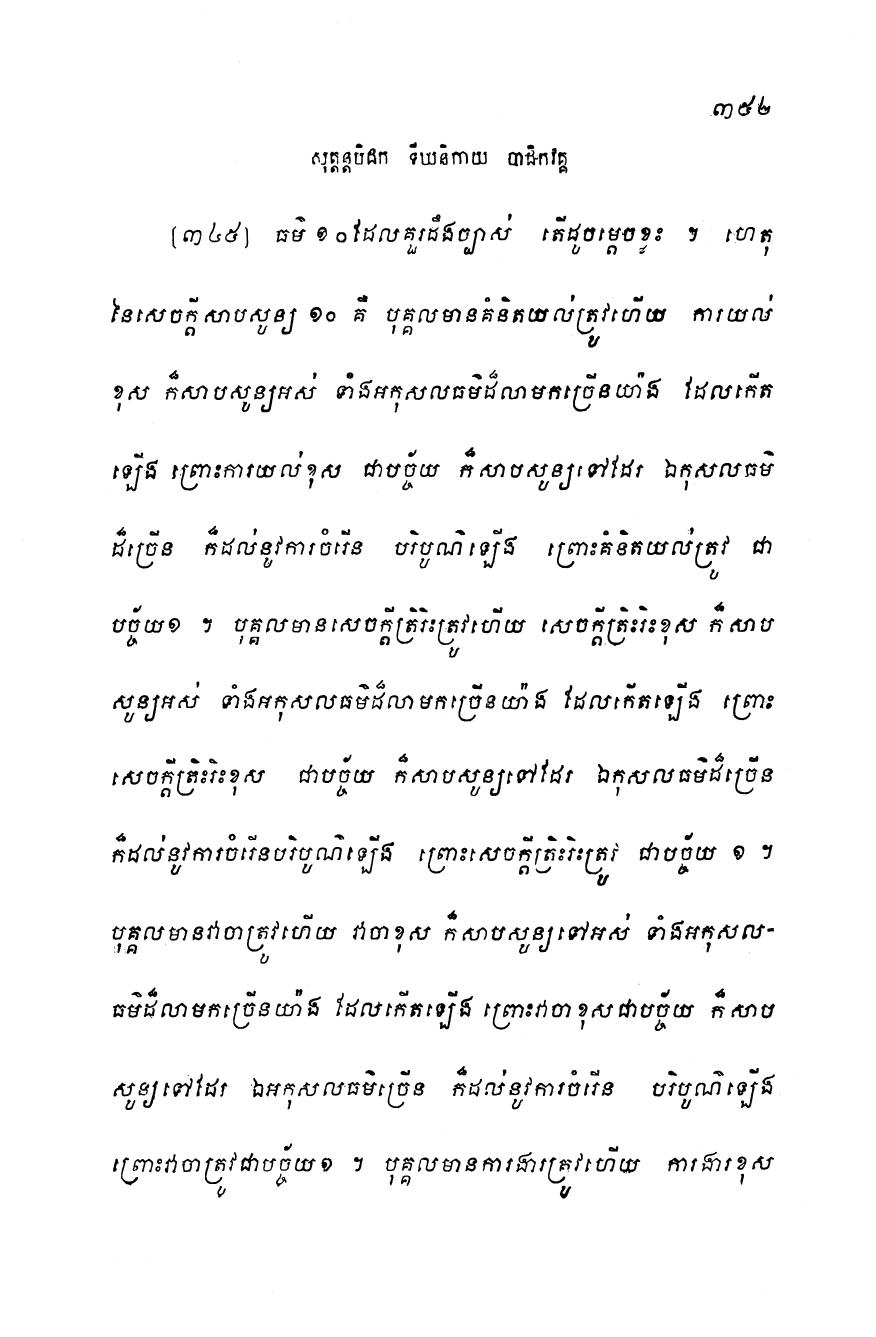 ៣៥២
សុត្តន្តបិដក ទីឃនិកាយ បាដិកវគ្គ
(៣៤៥) ធម៌ ១០ ដែលគួរដឹងច្បាស់ តើដូចម្តេចខ្លះ ។ ហេតុ
នៃសេចក្តីសាបសូន្យ ១០ គឺ បុគ្គលមានគំនិតយល់ត្រូវហើយ ការយល់
ខុស ក៏សាបសូន្យអស់ ទាំងអកុសលធម៌ដ៏លាមកច្រើនយ៉ាង ដែលកើត
ឡើង ព្រោះការយល់ខុស ជាបច្ច័យ ក៏សាបសូន្យទៅដែរ ឯកុសលធម៌
ដ៏ច្រើន ក៏ដល់នូវការចំរើន បរិបូណ៌ឡើង ព្រោះគំនិតយល់ត្រូវ ជា
បច្ច័យ១ ។ បុគ្គលមានសេចក្តីត្រិះរិះត្រូវហើយ សេចក្តីត្រិះរិះខុស ក៏សាប
សូន្យអស់ ទាំងអកុសលធម៌ដ៏លាមកច្រើនយ៉ាង ដែលកើតឡើង ព្រោះ
សេចក្តីត្រិះរិះខុស ជាបច្ច័យ ក៏សាបសូន្យទៅដែរ ឯកុសលធម៌ដ៏ច្រើន
ក៏ដល់នូវការចំរើនបរិបូណ៌ឡើង ព្រោះសេចក្តីត្រិះរិះត្រូវ ជាបច្ច័យ ១ ។
បុគ្គលមានវាចាត្រូវហើយ វាចាខុស ក៏សាបសូន្យទៅអស់ ទាំងអកុសល-
ធម៌ដ៏លាមកច្រើនយ៉ាង ដែលកើតឡើង ព្រោះវាចាខុសជាបច្ច័យ ក៏សាប
សូន្យទៅដែរ ឯអកុសលធម៌ច្រើន ក៏ដល់នូវការចំរើន បរិបូណ៌ឡើង
ព្រោះវាចាត្រូវជាបច្ច័យ១ ។ បុគ្គលមានការងារត្រូវហើយ ការងារខុស